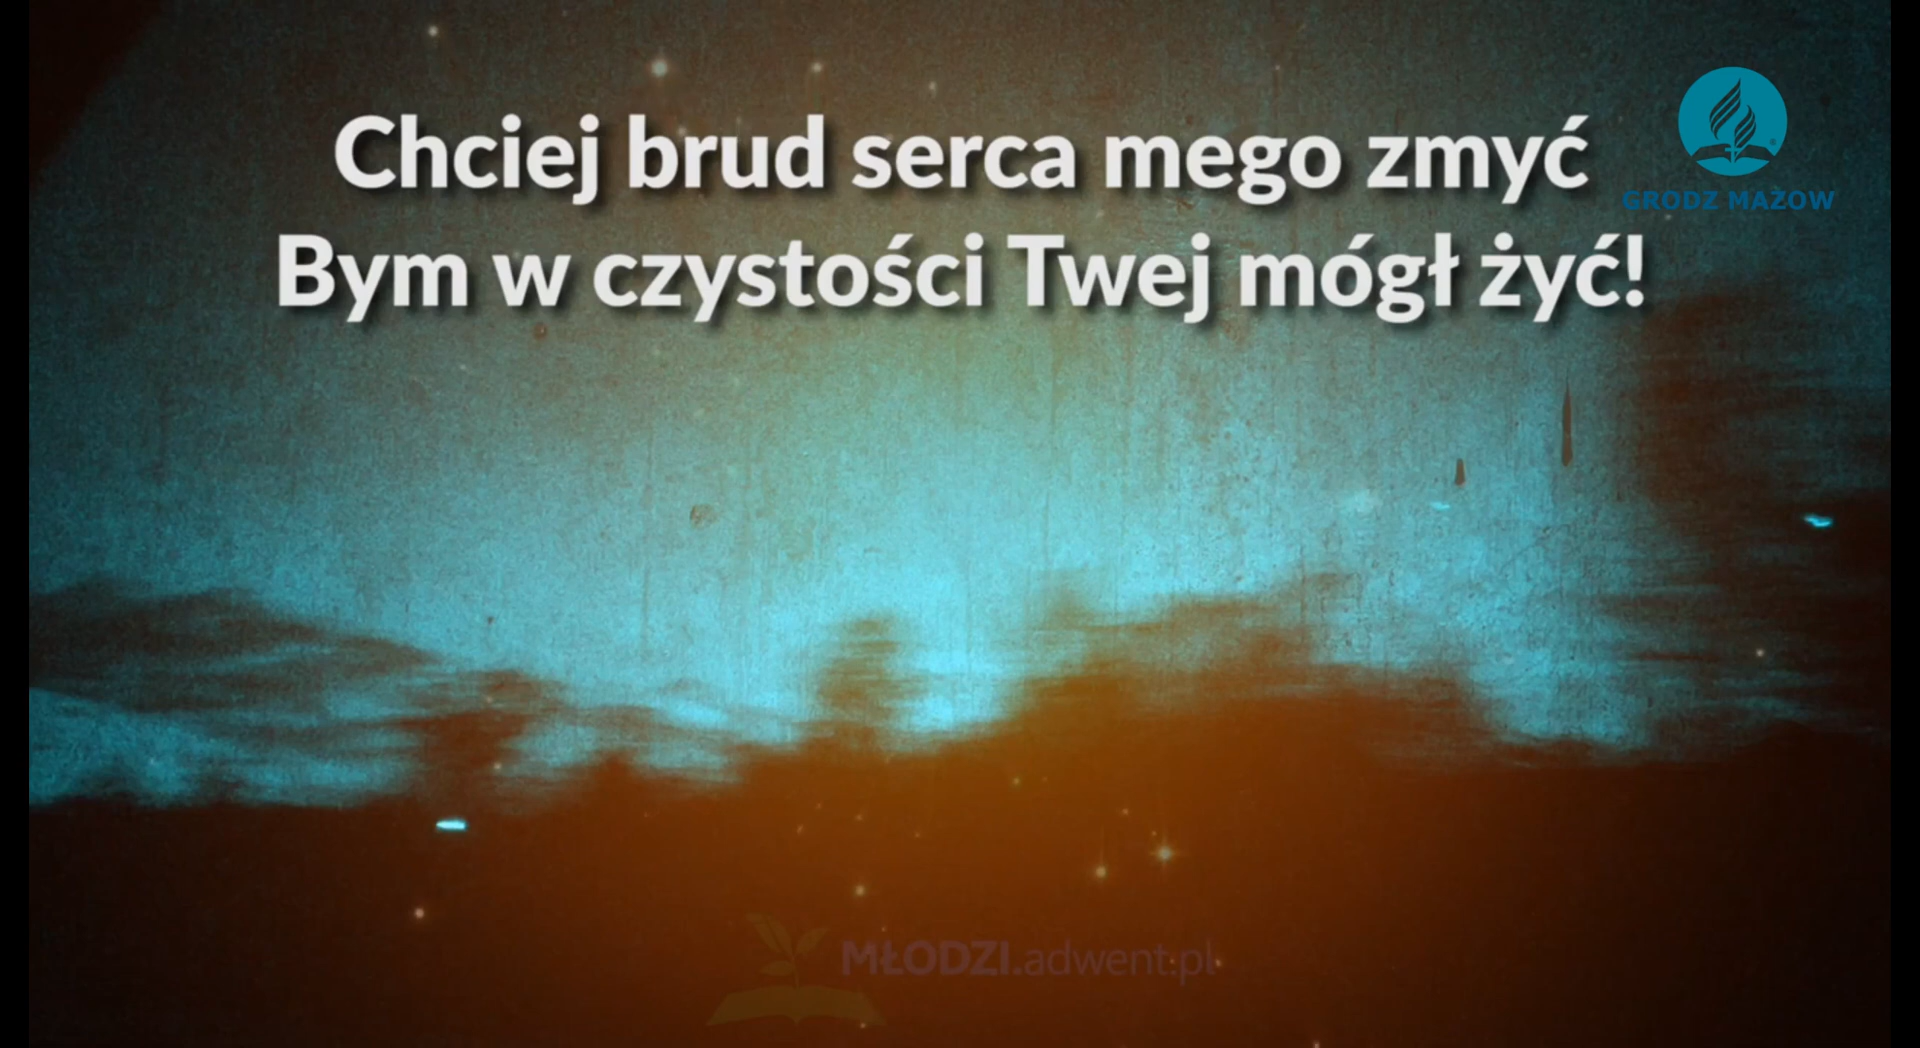 Chciej brud serca mego zmyć
GRODZ MAZOW
Bym w czystości Twej mógł żyć!
MŁODZI.adwent.pl